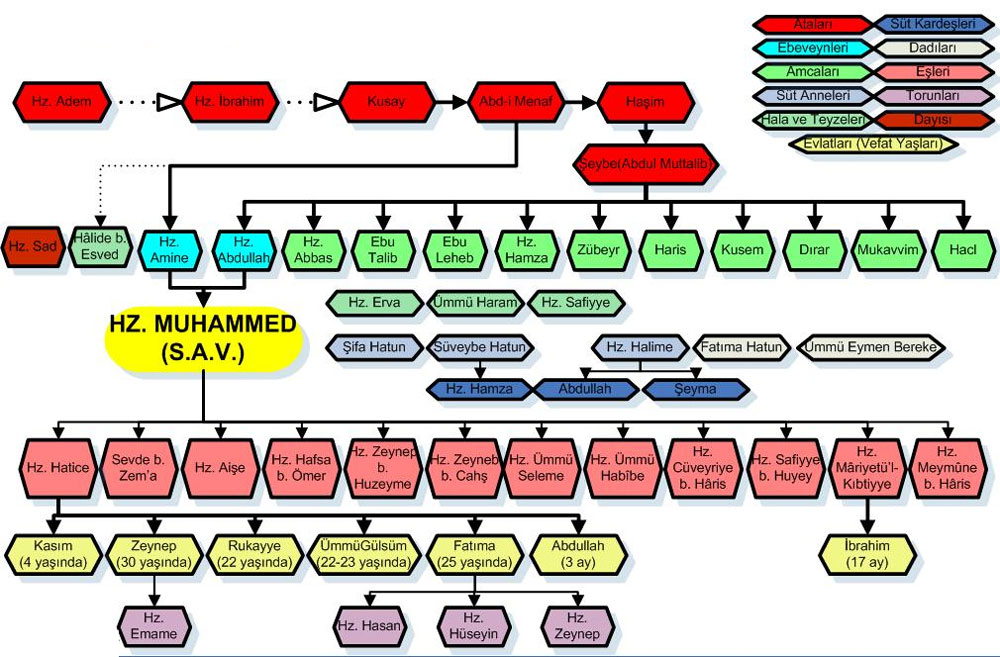 Ataları
Süt Kardeşleri
Ebeveynleri
Dadıları
Amcaları
Eşleri
Süt Anneleri
Torunları
Hala ve Teyzeleri
Dayısı
Evlatları (Vefat Yaşları)
Hz. Adem
Hz. İbrahim
Kusay
Abd-i Menaf
Haşim
Şeybe(Abdul Muttalib)
Hz. Sad
Hâlide b.
Esved
Hz.
Amine
Hz.
Abdullah
Hz.
Abbas
Ebu
Talib
Ebu
Leheb
Hz.
Hamza
Zübeyr
Haris
Kusem
Dırar
Mukavvim
Hacl
HZ. MUHAMMED
(S.A.V.)
Hz. Erva
Ümmü Haram
Hz. Safiyye
Şifa Hatun
Süveybe Hatun
Hz. Halime
Fatıma Hatun
Ümmü Eymen Bereke
Hz. Hamza
Abdullah
Şeyma
Hz. Hatice
Sevde b.
Zem'a
Hz. Aişe
Hz. Hafsa
b. Ömer
Hz. Zeynep
b.
Huzeyme
Hz. Zeyneb
b. Cahş
Hz. Ümmü
Seleme
Hz. Ümmü
Habîbe
Hz.
Cüveyriye
b. Hâris
Hz. Safiyye
b. Huyey
Hz.
Mâriyetü'l-
Kıbtiyye
Hz.
Meymûne
b. Hâris
Kasım
(4 yaşında)
Zeynep
(30 yaşında)
Rukayye
(22 yaşında)
ÜmmüGülsüm
(22-23 yaşında)
Fatıma
(25 yaşında)
Abdullah
(3 ay)
İbrahim
(17 ay)
Hz.
Emame
Hz. Hasan
Hz.
Hüseyin
Hz.
Zeynep